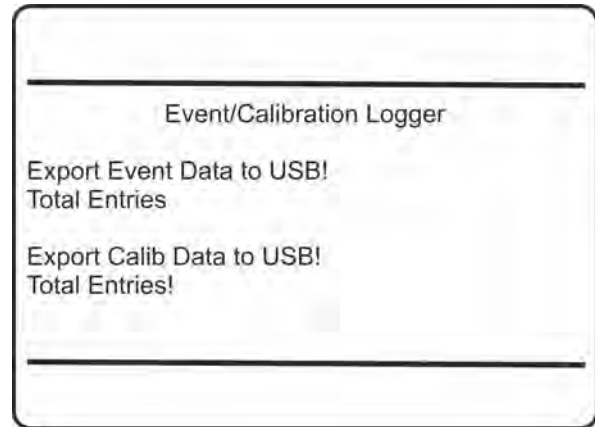 Event/Calibration Logger
Export Event Data to USB!
Total Entries
Export Calib Data to USB!
Total Entries!